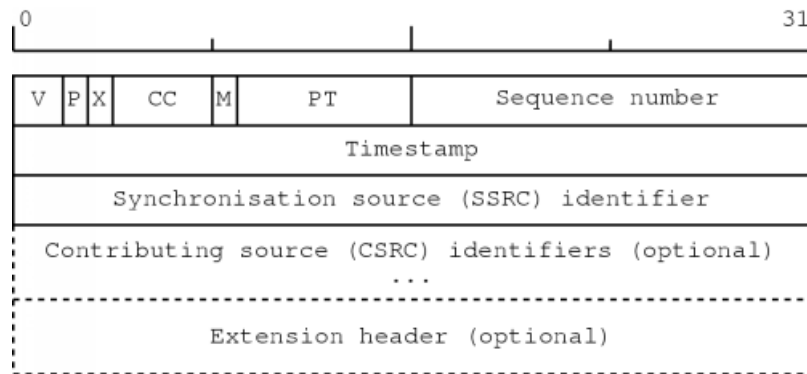 0 31
V P X CC M PT Sequence number
Timestamp
Synchronisation source (SSRC) identifier
Contributing source (CSRC) identifiers (optional)
...
Extension header (optional)